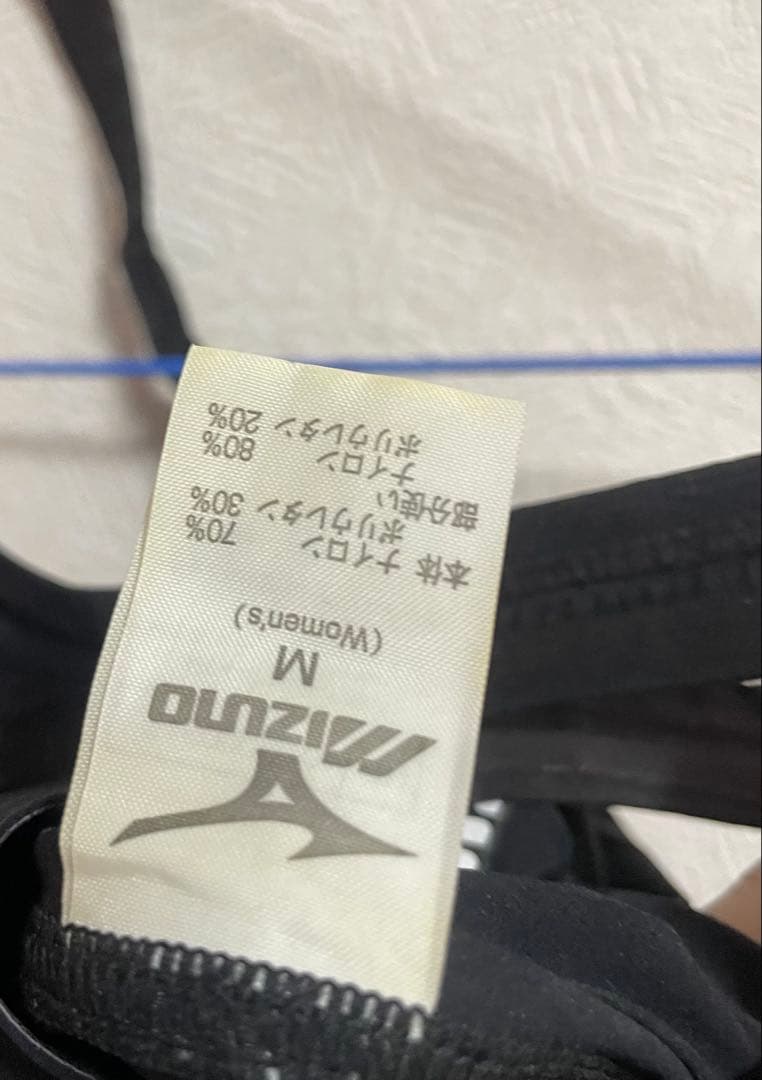 MIZUNO
M
(Women's)
本体 ナイロン 70%
ポリウレタン 30%
部分使い
ナイロン 80%
ポリウレタン 20%